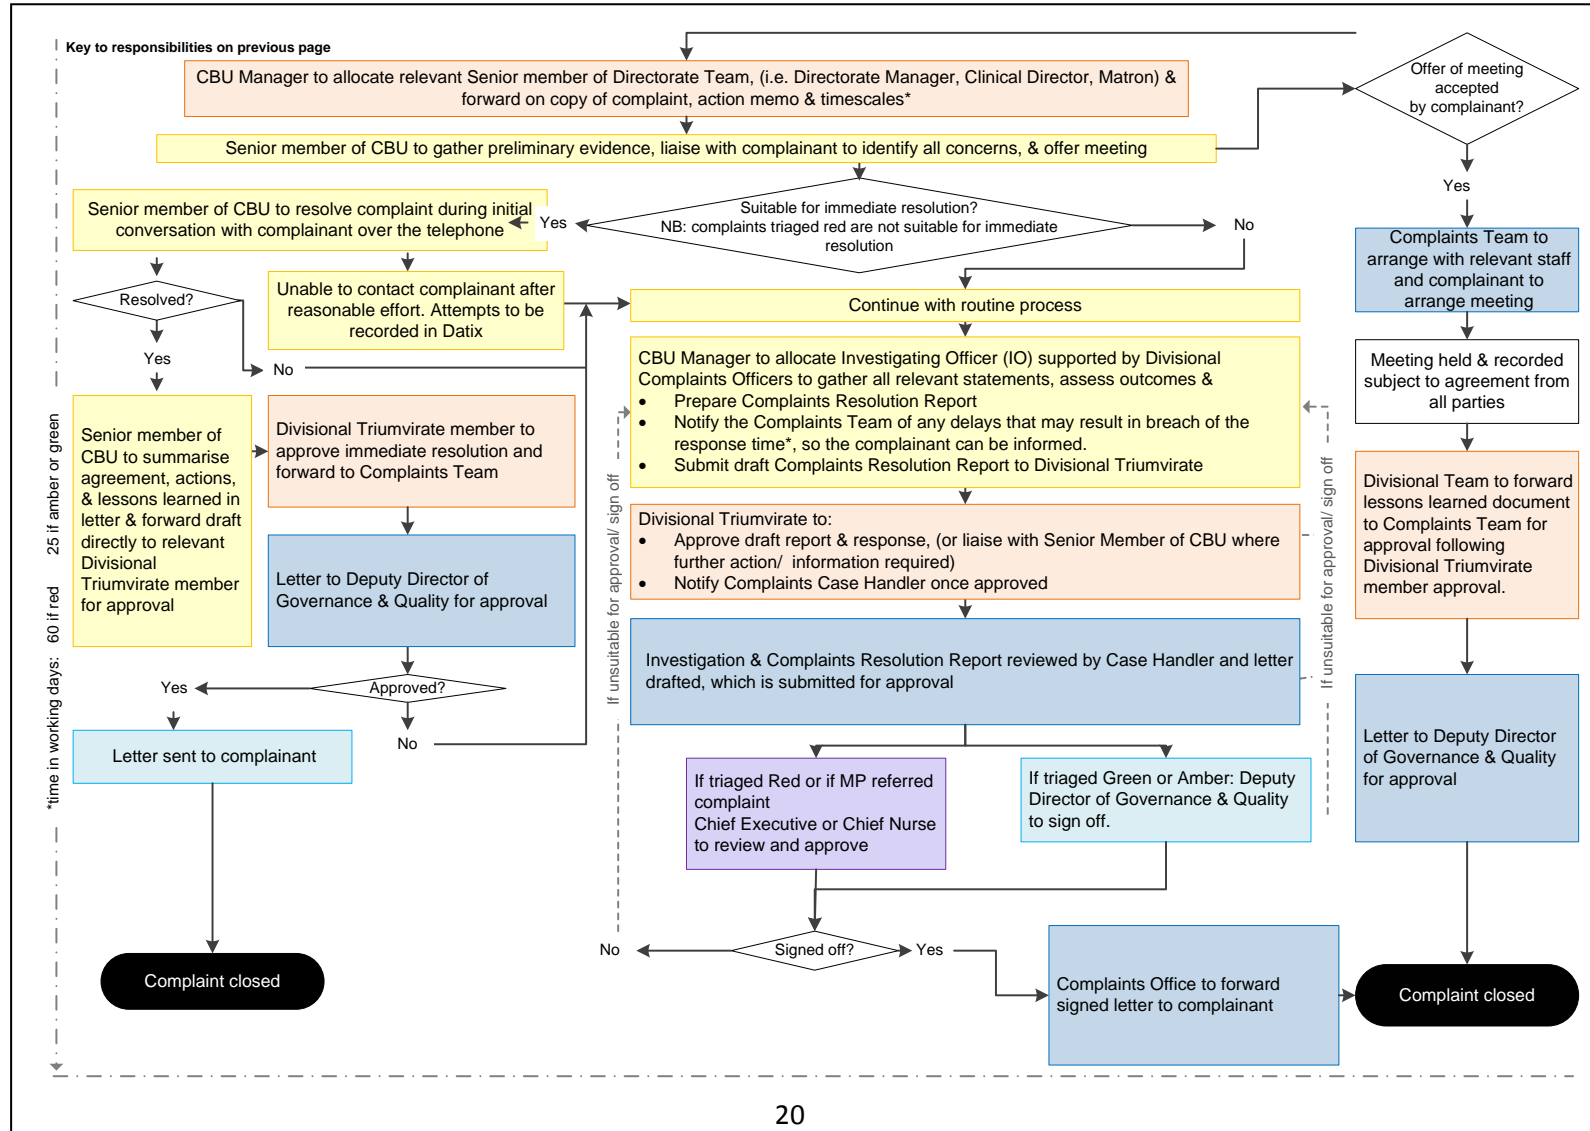 Key to responsibilities on previous page
CBU Manager to allocate relevant Senior member of Directorate Team, (i.e. Directorate Manager, Clinical Director, Matron) &
forward on copy of complaint, action memo & timescales*
Offer of meeting
accepted
by complainant?
Senior member of CBU to gather preliminary evidence, liaise with complainant to identify all concerns, & offer meeting
Yes
Senior member of CBU to resolve complaint during initial
conversation with complainant over the telephone
Yes
Suitable for immediate resolution?
NB: complaints triaged red are not suitable for immediate
resolution
No
Complaints Team to
arrange with relevant staff
and complainant to
arrange meeting
Resolved?
Unable to contact complainant after
reasonable effort. Attempts to be
recorded in Datix
Continue with routine process
Yes
No
CBU Manager to allocate Investigating Officer (IO) supported by Divisional
Complaints Officers to gather all relevant statements, assess outcomes &
• Prepare Complaints Resolution Report
• Notify the Complaints Team of any delays that may result in breach of the
response time*, so the complainant can be informed.
• Submit draft Complaints Resolution Report to Divisional Triumvirate
Meeting held & recorded
subject to agreement from
all parties
Senior member of
CBU to summarise
agreement, actions,
& lessons learned in
letter & forward draft
directly to relevant
Divisional
Triumvirate member
for approval
Divisional Triumvirate member to
approve immediate resolution and
forward to Complaints Team
Divisional Team to forward
lessons learned document
to Complaints Team for
approval following
Divisional Triumvirate
member approval.
Divisional Triumvirate to:
• Approve draft report & response, (or liaise with Senior Member of CBU where
further action/ information required)
• Notify Complaints Case Handler once approved
Letter to Deputy Director of
Governance & Quality for approval
If unsuitable for approval/ sign off
If unsuitable for approval/ sign off
*time in working days: 60 if red 25 if amber or green
Investigation & Complaints Resolution Report reviewed by Case Handler and letter
drafted, which is submitted for approval
Yes
Approved?
No
Letter sent to complainant
Letter to Deputy Director
of Governance & Quality
for approval
If triaged Red or if MP referred
complaint
Chief Executive or Chief Nurse
to review and approve
If triaged Green or Amber: Deputy
Director of Governance & Quality
to sign off.
No
Signed off?
Yes
Complaint closed
Complaints Office to forward
signed letter to complainant
Complaint closed
20